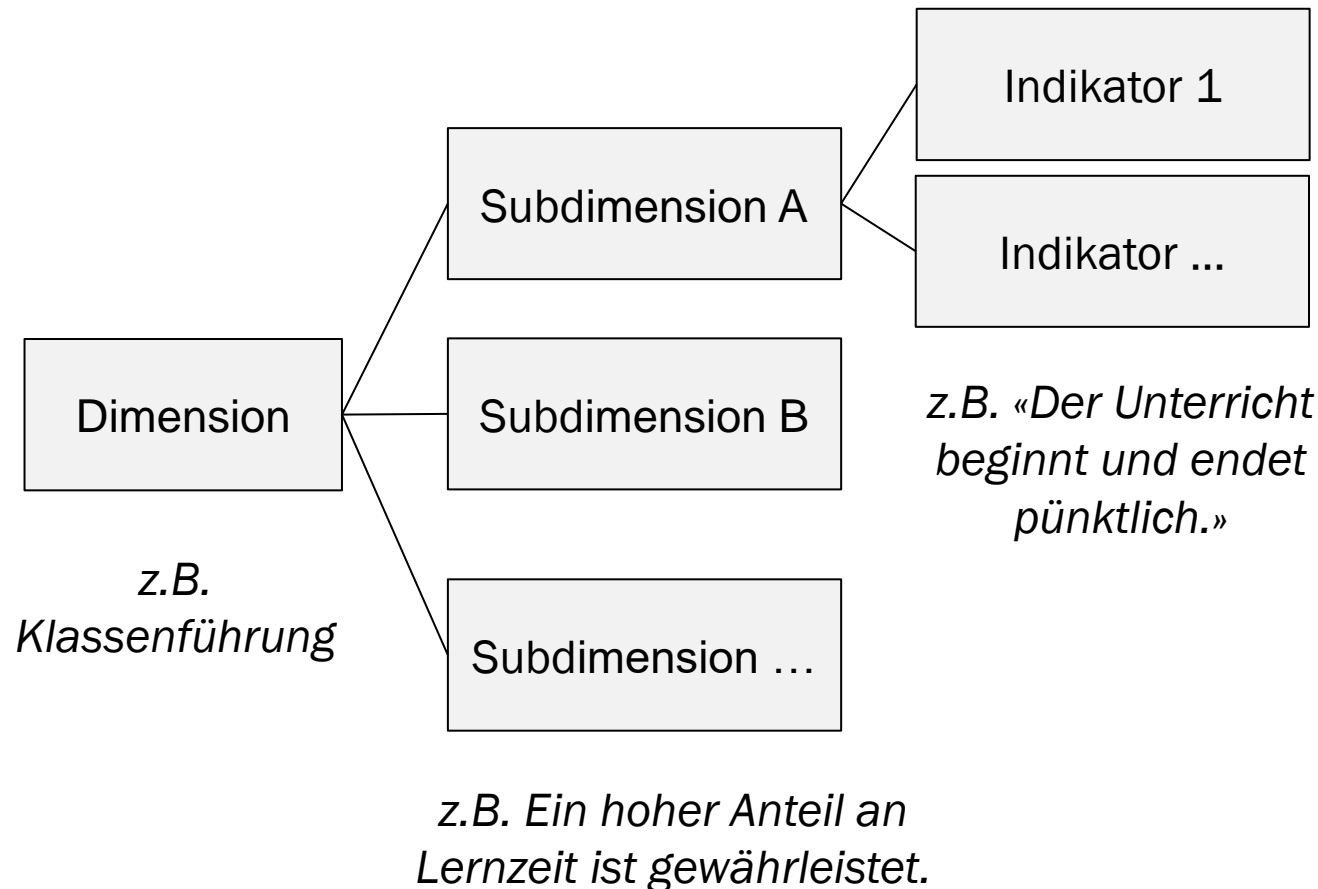 Indikator 1
Subdimension A
Indikator ...
Dimension
Subdimension B
z.B. «Der Unterricht
beginnt und endet
pünktlich.»
z.B.
Klassenführung
Subdimension ...
z.B. Ein hoher Anteil an
Lernzeit ist gewährleistet.